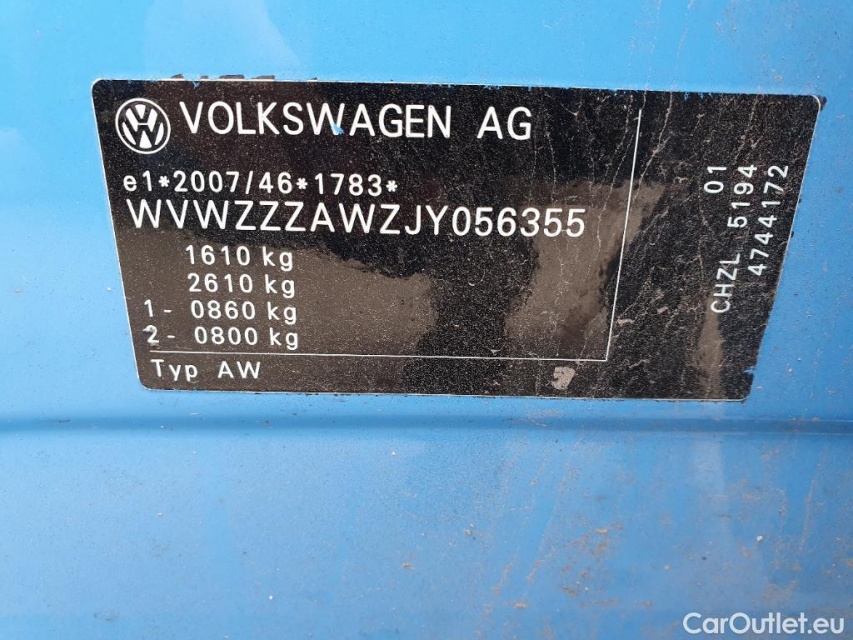 VOLKSWAGEN AG
e1*2007/46*1783*
WVWZZZAWZJY056355
1610 kg
2610 kg
1- 0860 kg
2- 0800 kg
Typ AW
01
CHZL 5194
4744172
CarOutlet.eu